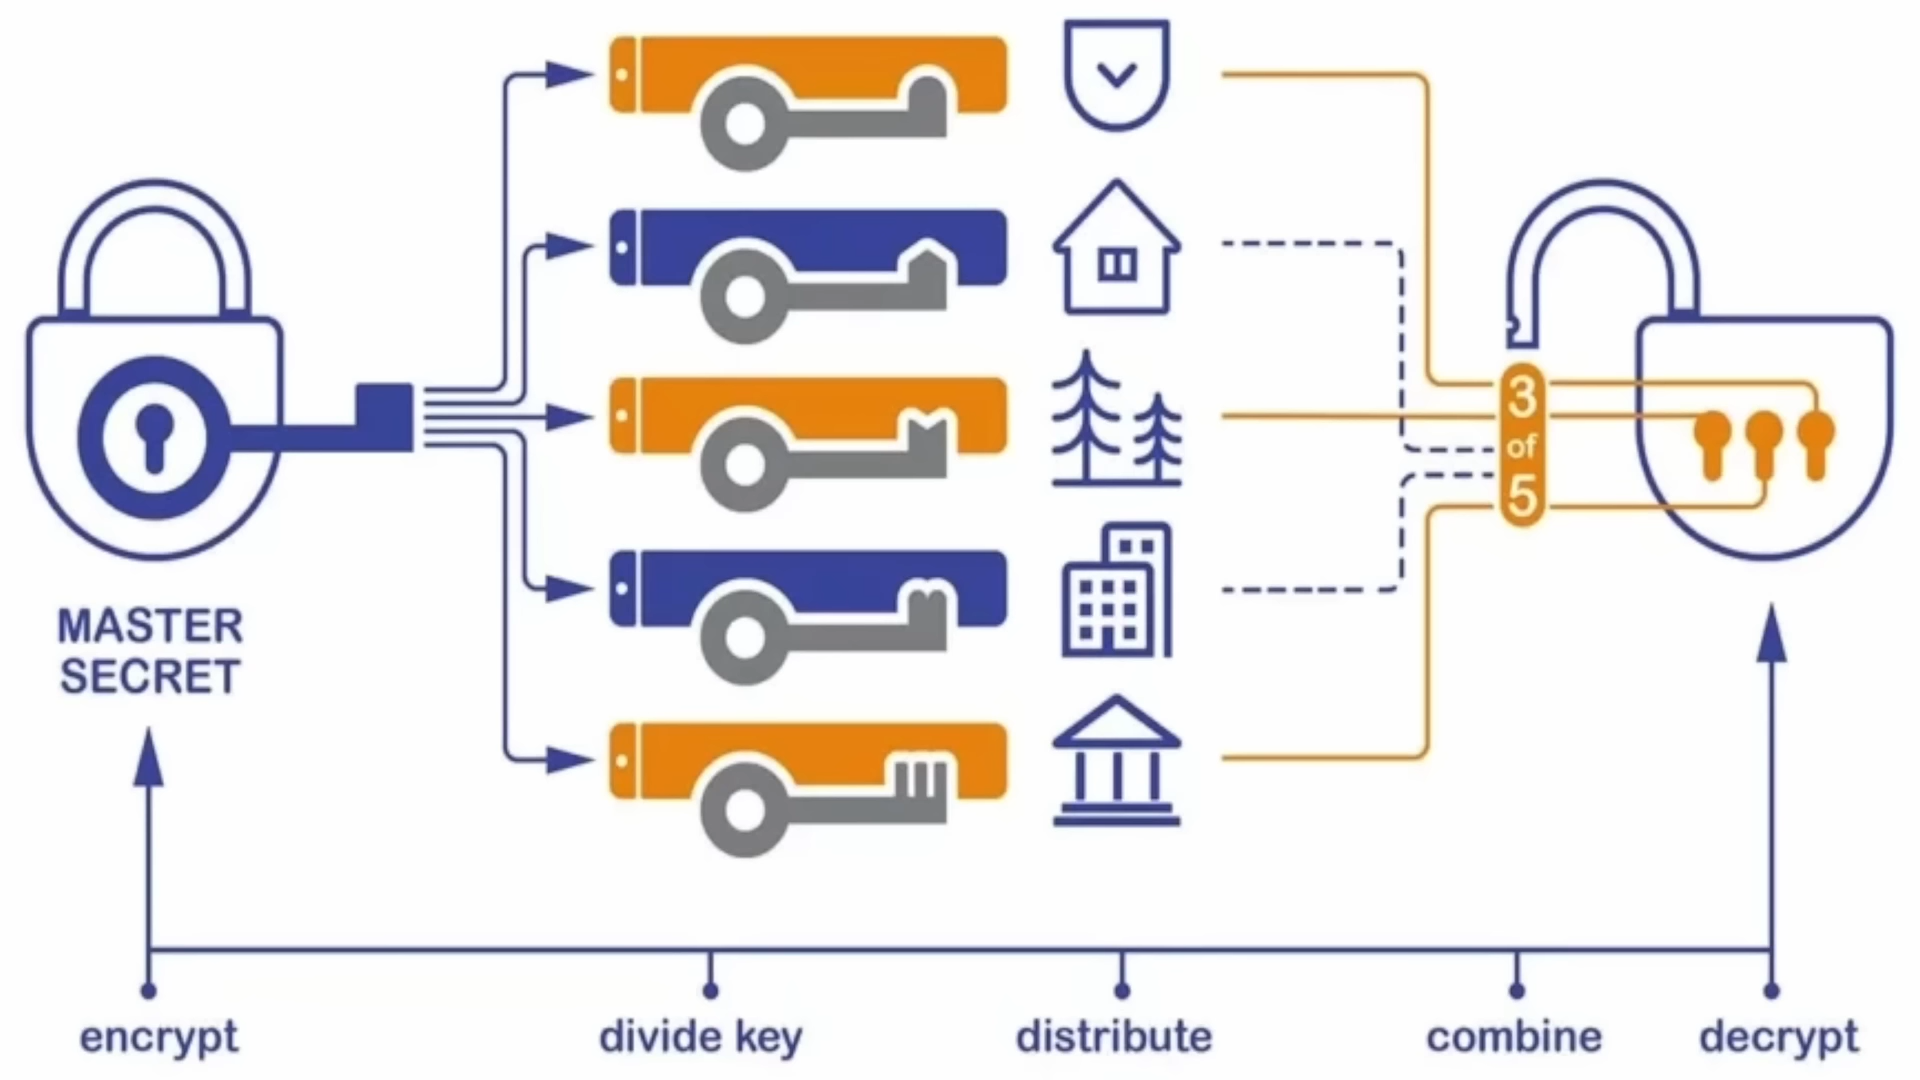 MASTER
SECRET
3
of
5
encrypt
divide key
distribute
combine
decrypt